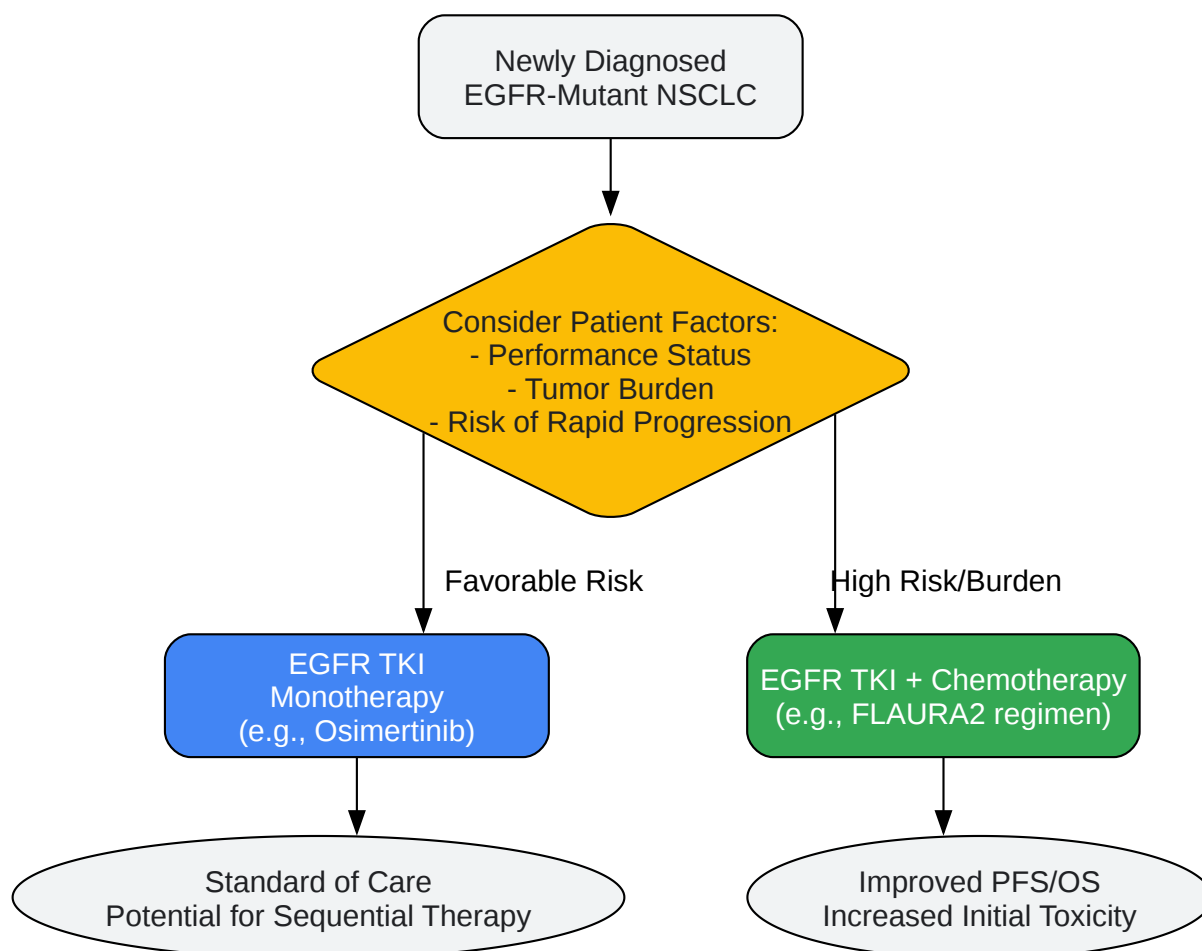 Newly Diagnosed
EGFR-Mutant NSCLC
Consider Patient Factors:
- Performance Status
- Tumor Burden
- Risk of Rapid Progression
Favorable Risk
High Risk/Burden
EGFR TKI
Monotherapy
(e.g., Osimertinib)
EGFR TKI + Chemotherapy
(e.g., FLAURA2 regimen)
Standard of Care
Potential for Sequential Therapy
Improved PFS/OS
Increased Initial Toxicity